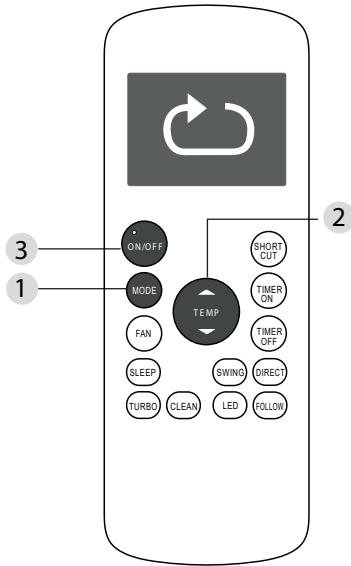 2
3
ON/OFF
SHORT
CUT
1
MODE
TEMP
TIMER
ON
FAN
TIMER
OFF
SLEEP
SWING
DIRECT
TURBO
CLEAN
LED
FOLLOW